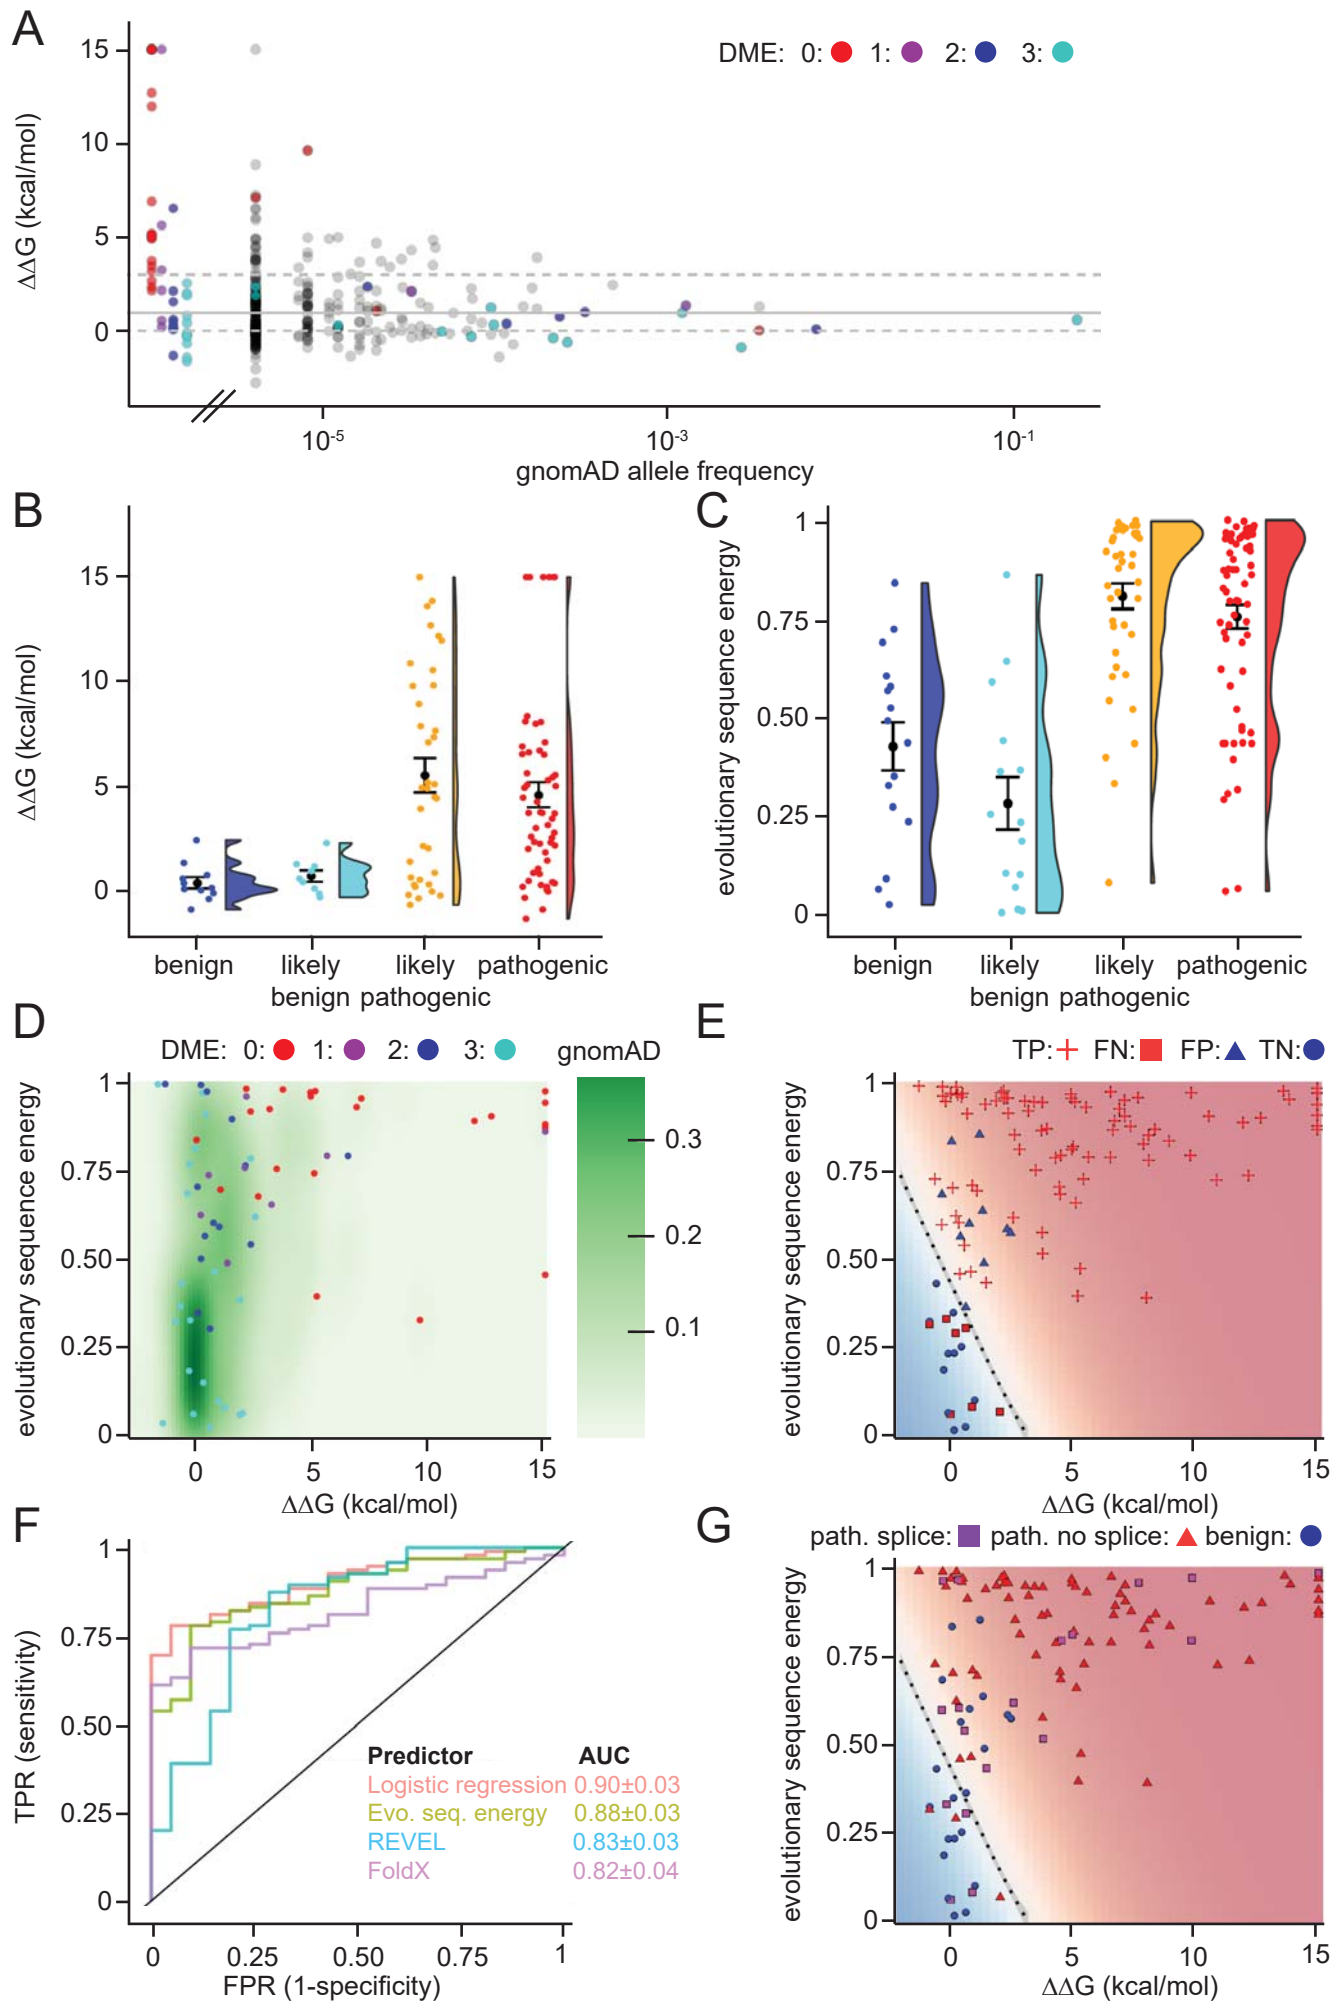 A
DME: 0: 1: 2: 3:
15
10
5
0
ΔΔG (kcal/mol)
10-5
10-3
10-1
gnomAD allele frequency
B
15
10
5
0
ΔΔG (kcal/mol)
benign
likely benign
likely pathogenic
pathogenic
C
1
0.75
0.50
0.25
0
evolutionary sequence energy
benign
likely benign
likely pathogenic
pathogenic
D
DME: 0: 1: 2: 3:
gnomAD
0.3
0.2
0.1
1
0.75
0.50
0.25
0
evolutionary sequence energy
0
5
10
15
ΔΔG (kcal/mol)
E
TP: FN: FP: TN:
1
0.75
0.50
0.25
0
evolutionary sequence energy
0
5
10
15
ΔΔG (kcal/mol)
F
1
0.75
0.50
0.25
0
TPR (sensitivity)
Predictor AUC
Logistic regression 0.90±0.03
Evo. seq. energy 0.88±0.03
REVEL 0.83±0.03
FoldX 0.82±0.04
0
0.25
0.50
0.75
1
FPR (1-specificity)
G
path. splice: path. no splice: benign:
1
0.75
0.50
0.25
0
evolutionary sequence energy
0
5
10
15
ΔΔG (kcal/mol)